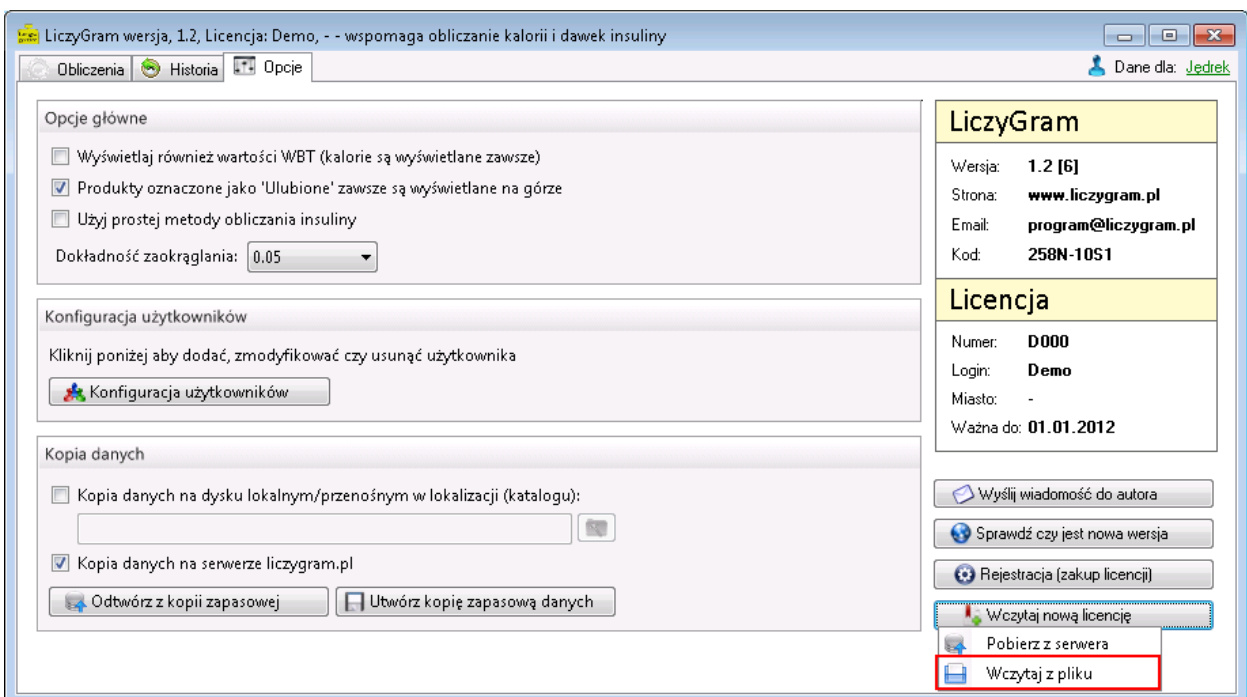 LiczyGram wersja, 1.2, Licencja: Demo, - - wspomaga obliczanie kalorii i dawek insuliny
Obliczenia Historia Opcje Dane dla: Jędrek
Opcje główne
Wyświetlaj również wartości WBT (kalorie są wyświetlane zawsze)
Produkty oznaczone jako 'Ulubione' zawsze są wyświetlane na górze
Użyj prostej metody obliczania insuliny
Dokładność zaokrąglania: 0.05
Konfiguracja użytkowników
Kliknij poniżej aby dodać, zmodyfikować czy usunąć użytkownika
Konfiguracja użytkowników
Kopia danych
Kopia danych na dysku lokalnym/przenośnym w lokalizacji (katalogu):
Kopia danych na serwerze liczygram.pl
Odtwórz z kopii zapasowej Utwórz kopię zapasową danych
LiczyGram
Wersja: 1.2 [6]
Strona: www.liczygram.pl
Email: program@liczygram.pl
Kod: 258N-10S1
Licencja
Numer: D000
Login: Demo
Miasto: -
Ważna do: 01.01.2012
Wyślij wiadomość do autora
Sprawdź czy jest nowa wersja
Rejestracja (zakup licencji)
Wczytaj nową licencję
Pobierz z serwera
Wczytaj z pliku